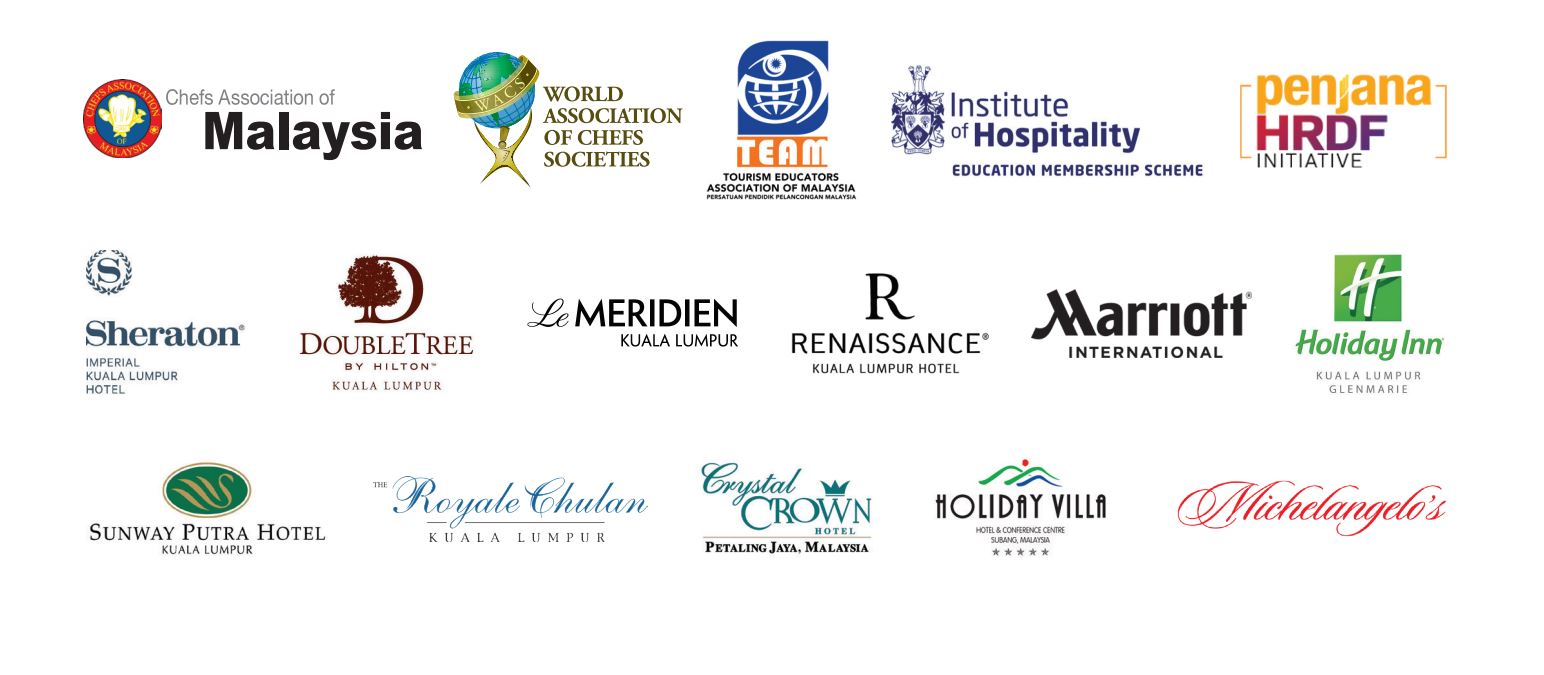 CHEFS ASSOCIATION OF MALAYSIA
Chefs Association of
Malaysia
WACS
WORLD
ASSOCIATION
OF CHEFS
SOCIETIES
TEAM
TOURISM EDUCATORS
ASSOCIATION OF MALAYSIA
PERSATUAN PENDIDIK PELANCONGAN MALAYSIA
Institute
of Hospitality
EDUCATION MEMBERSHIP SCHEME
penjana
HRDF
INITIATIVE
S
Sheraton®
IMPERIAL
KUALA LUMPUR
HOTEL
D
DOUBLETREE
BY HILTON™
KUALA LUMPUR
Le MERIDIEN
KUALA LUMPUR
R
RENAISSANCE®
KUALA LUMPUR HOTEL
Marriott®
INTERNATIONAL
H
Holiday Inn®
KUALA LUMPUR
GLENMARIE
SUNWAY PUTRA HOTEL
KUALA LUMPUR
THE Royale Chulan
KUALA LUMPUR
Crystal
CROWN
HOTEL
PETALING JAYA, MALAYSIA
HOLIDAY VILLA
HOTEL & CONFERENCE CENTRE
SUBANG, MALAYSIA
★★★★★
Michelangelo's